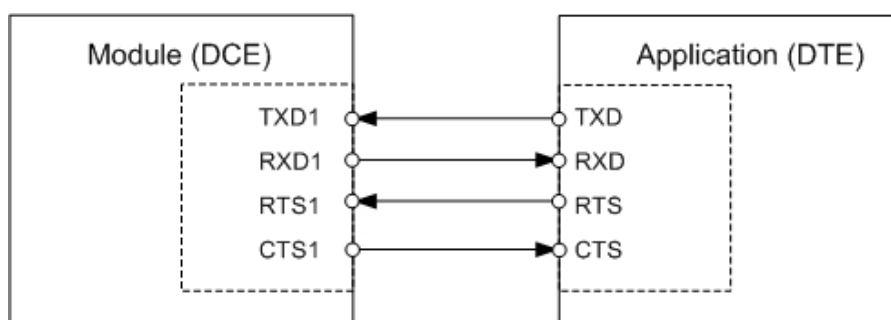 Module (DCE) Application (DTE)
TXD1 TXD
RXD1 RXD
RTS1 RTS
CTS1 CTS